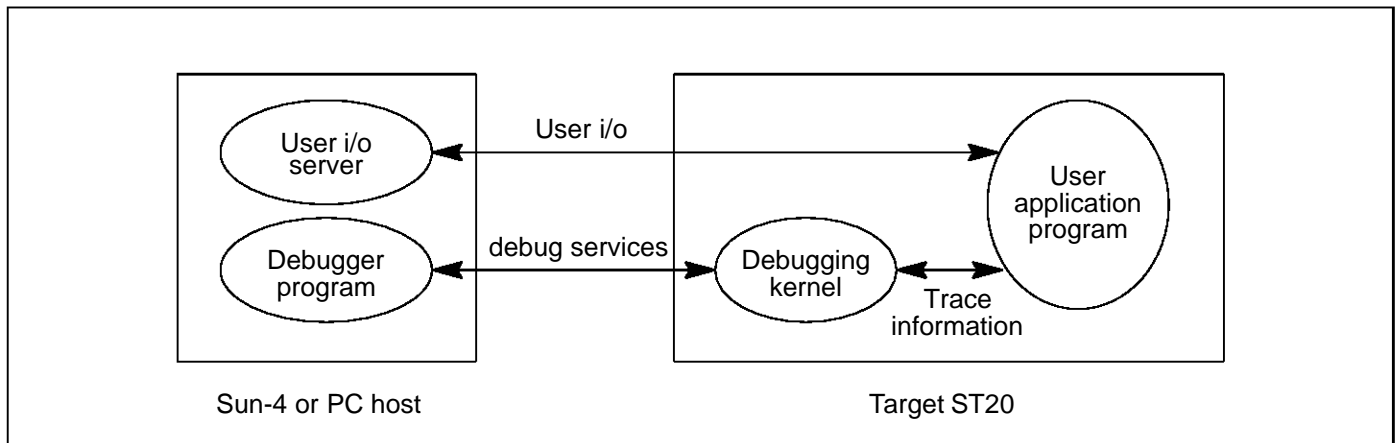 User i/o
server
User i/o
User
application
program
Debugger
program
debug services
Debugging
kernel
Trace
information
Sun-4 or PC host
Target ST20